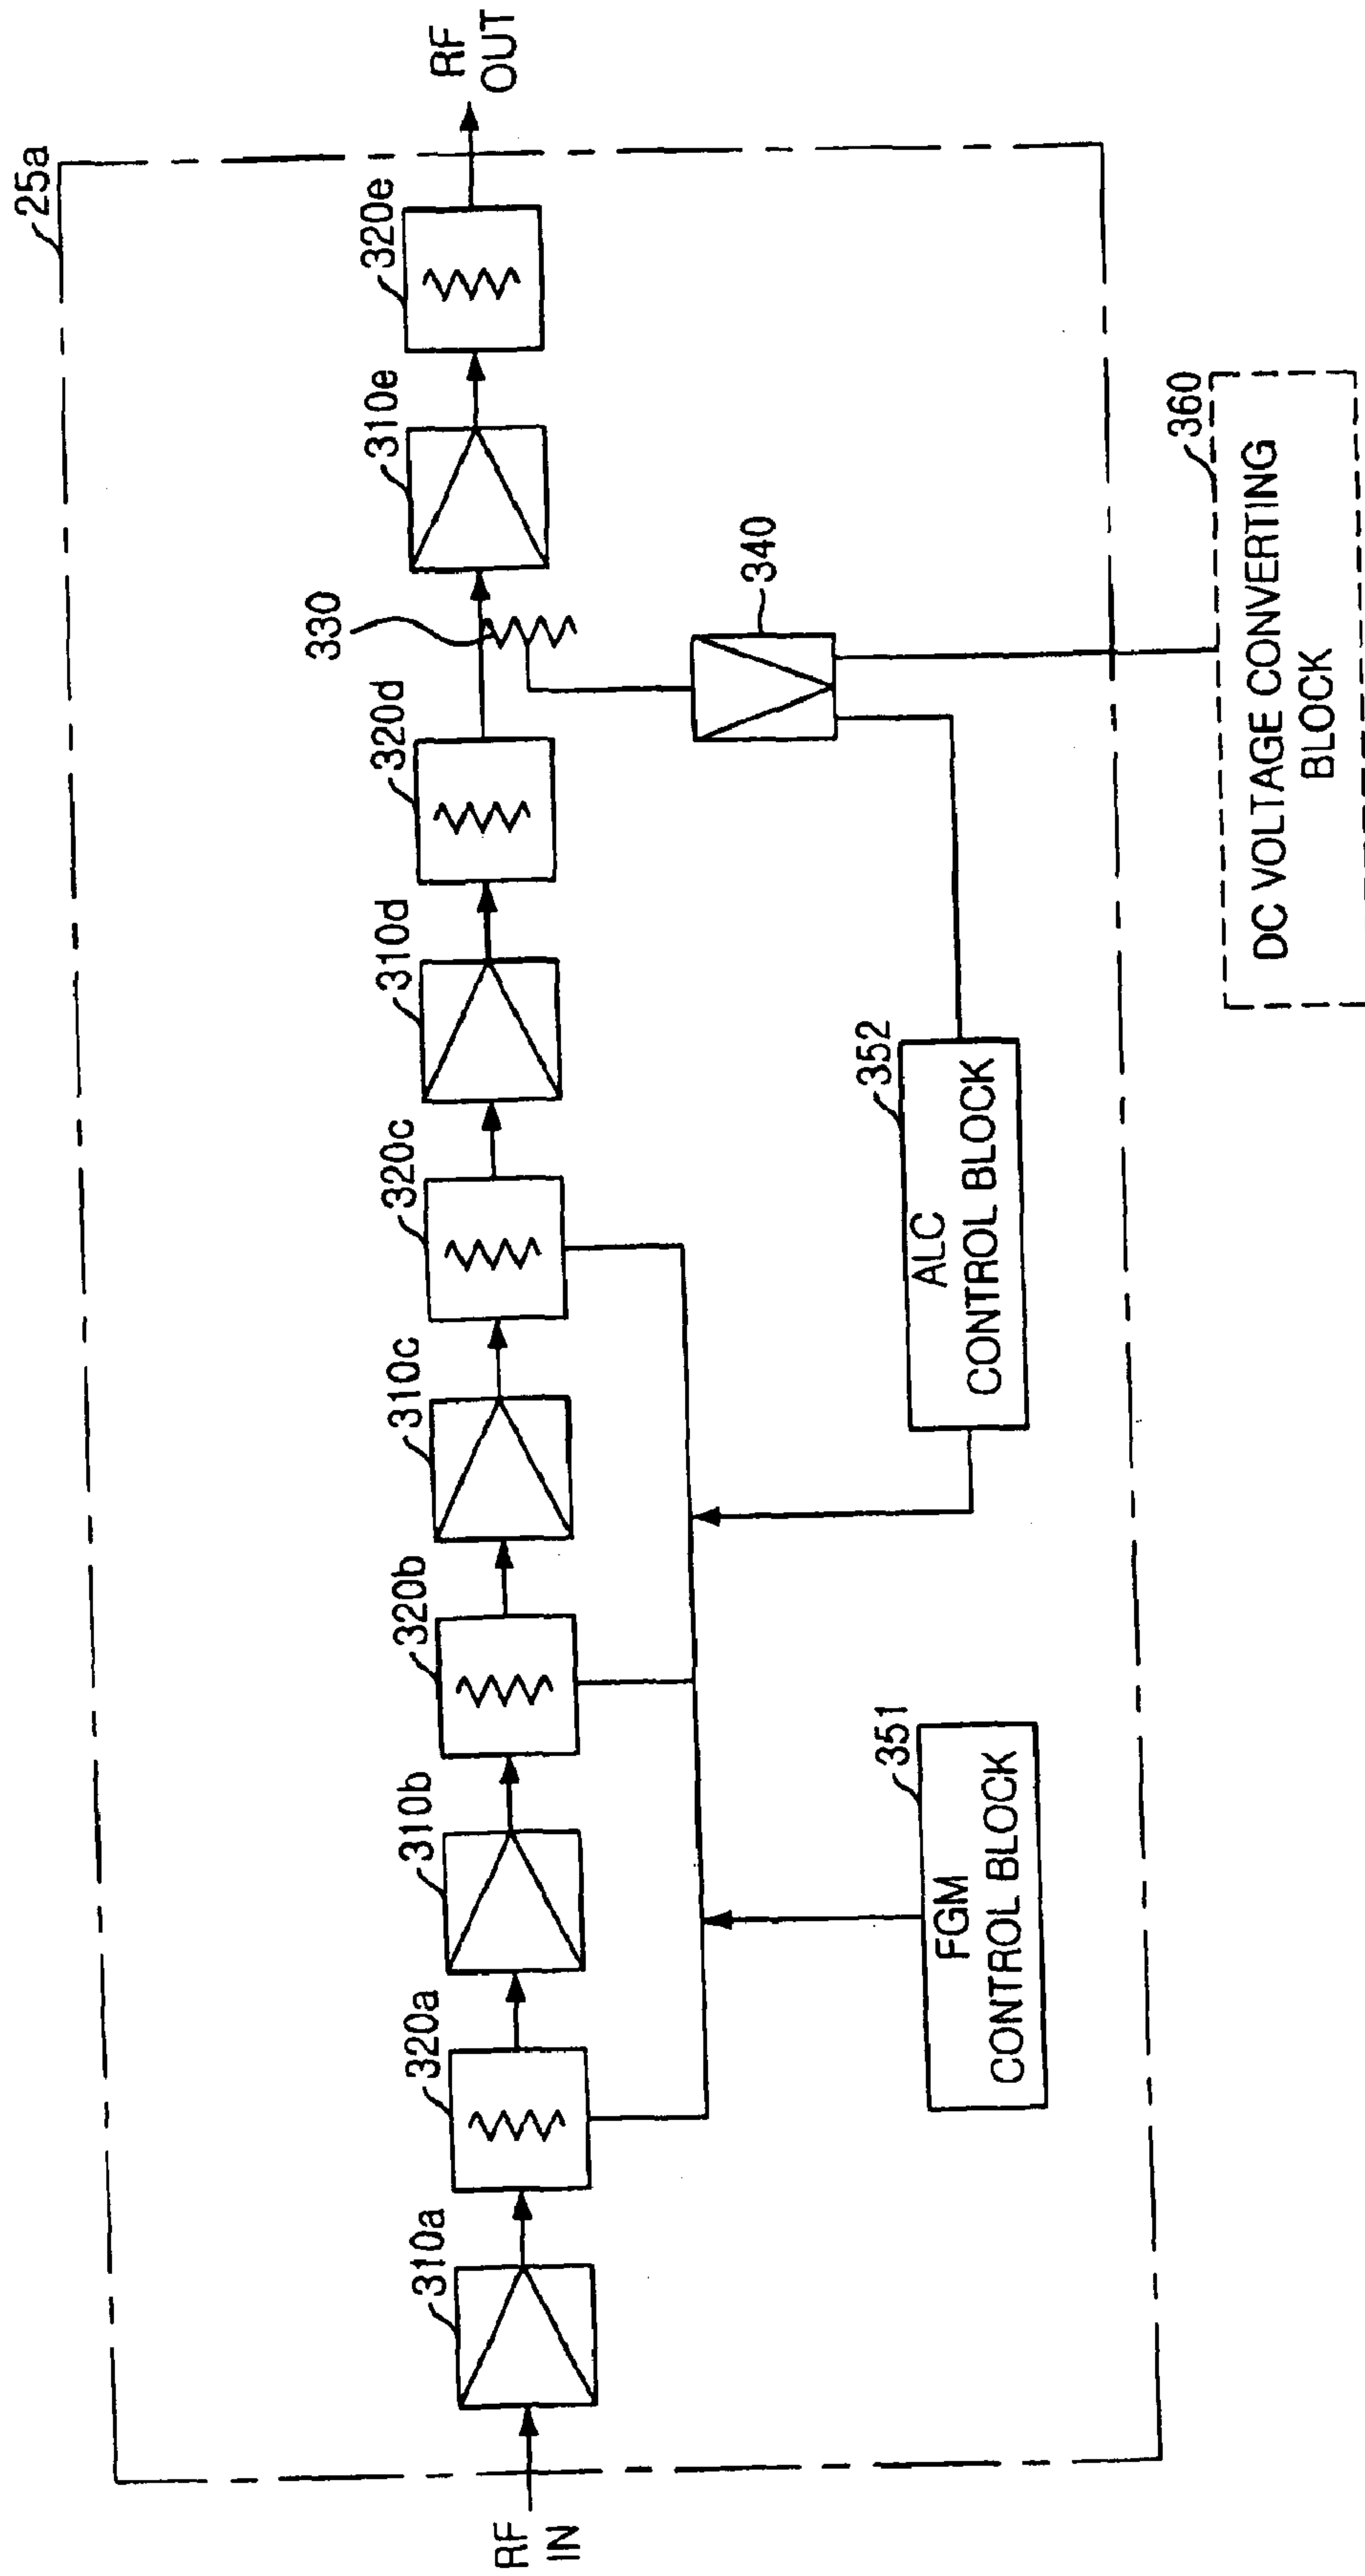 25a
RF
IN
310a
320a
310b
320b
310c
320c
310d
320d
330
310e
320e
RF
OUT
340
351
FGM
CONTROL BLOCK
352
ALC
CONTROL BLOCK
360
DC VOLTAGE CONVERTING
BLOCK